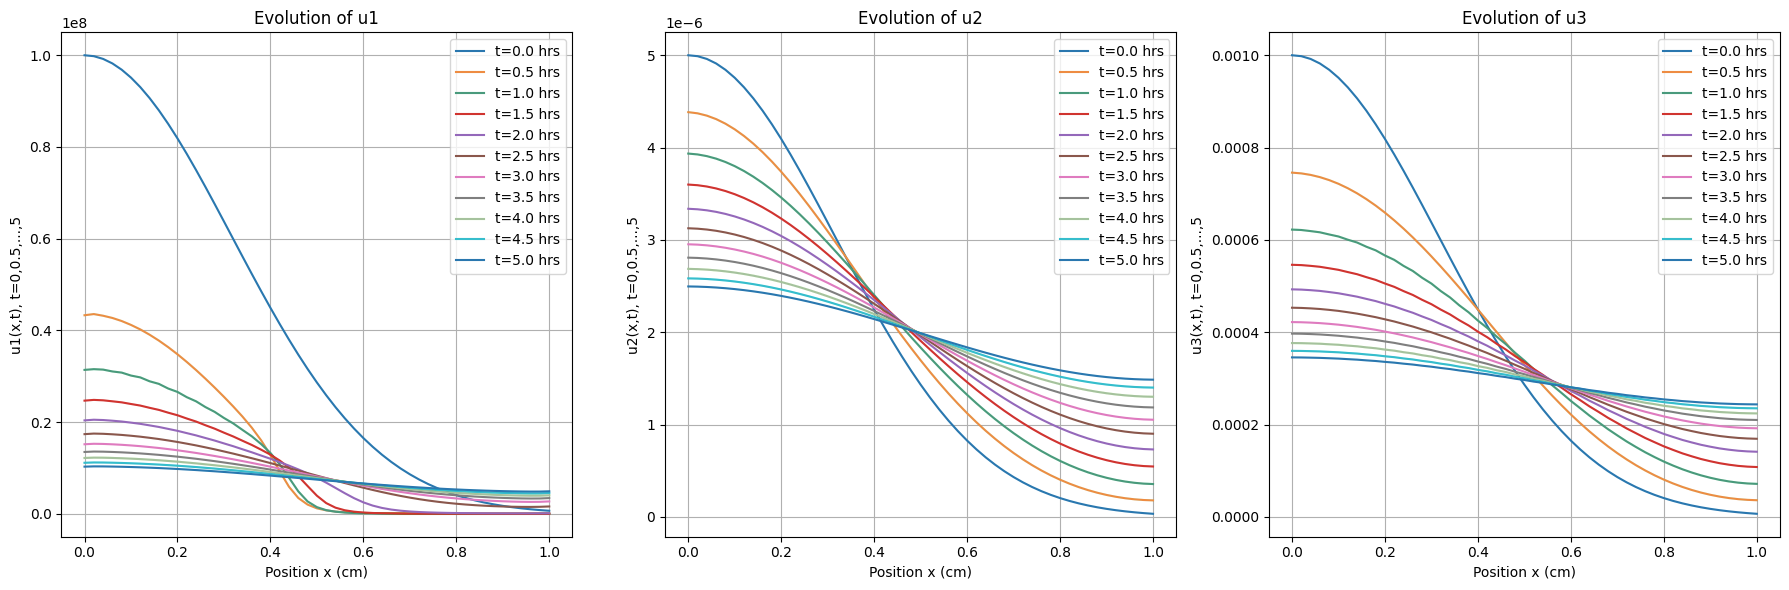 Evolution of u1
1e8
1.0
0.8
0.6
0.4
0.2
0.0
u1(x,t), t=0,0.5,...,5
0.0 0.2 0.4 0.6 0.8 1.0
Position x (cm)
t=0.0 hrs
t=0.5 hrs
t=1.0 hrs
t=1.5 hrs
t=2.0 hrs
t=2.5 hrs
t=3.0 hrs
t=3.5 hrs
t=4.0 hrs
t=4.5 hrs
t=5.0 hrs
Evolution of u2
1e−6
5
4
3
2
1
0
u2(x,t), t=0,0.5,...,5
0.0 0.2 0.4 0.6 0.8 1.0
Position x (cm)
t=0.0 hrs
t=0.5 hrs
t=1.0 hrs
t=1.5 hrs
t=2.0 hrs
t=2.5 hrs
t=3.0 hrs
t=3.5 hrs
t=4.0 hrs
t=4.5 hrs
t=5.0 hrs
Evolution of u3
0.0010
0.0008
0.0006
0.0004
0.0002
0.0000
u3(x,t), t=0,0.5,...,5
0.0 0.2 0.4 0.6 0.8 1.0
Position x (cm)
t=0.0 hrs
t=0.5 hrs
t=1.0 hrs
t=1.5 hrs
t=2.0 hrs
t=2.5 hrs
t=3.0 hrs
t=3.5 hrs
t=4.0 hrs
t=4.5 hrs
t=5.0 hrs